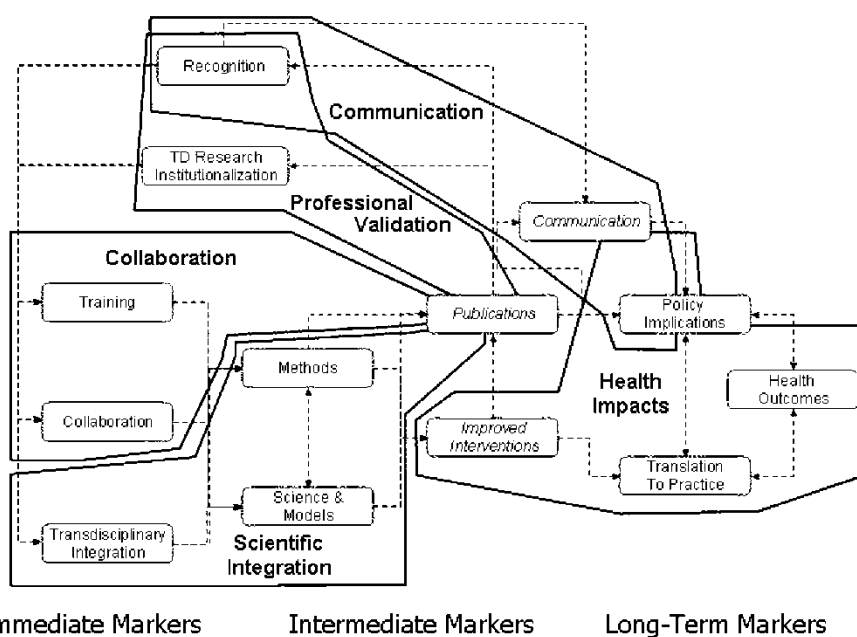 Recognition
Communication
TD Research
Institutionalization
Professional
Validation
Communication
Collaboration
Training
Publications
Policy
Implications
Methods
Health
Impacts
Health
Outcomes
Collaboration
Improved
Interventions
Translation
To Practice
Science &
Models
Transdisciplinary
Integration
Scientific
Integration
mmediate Markers
Intermediate Markers
Long-Term Markers